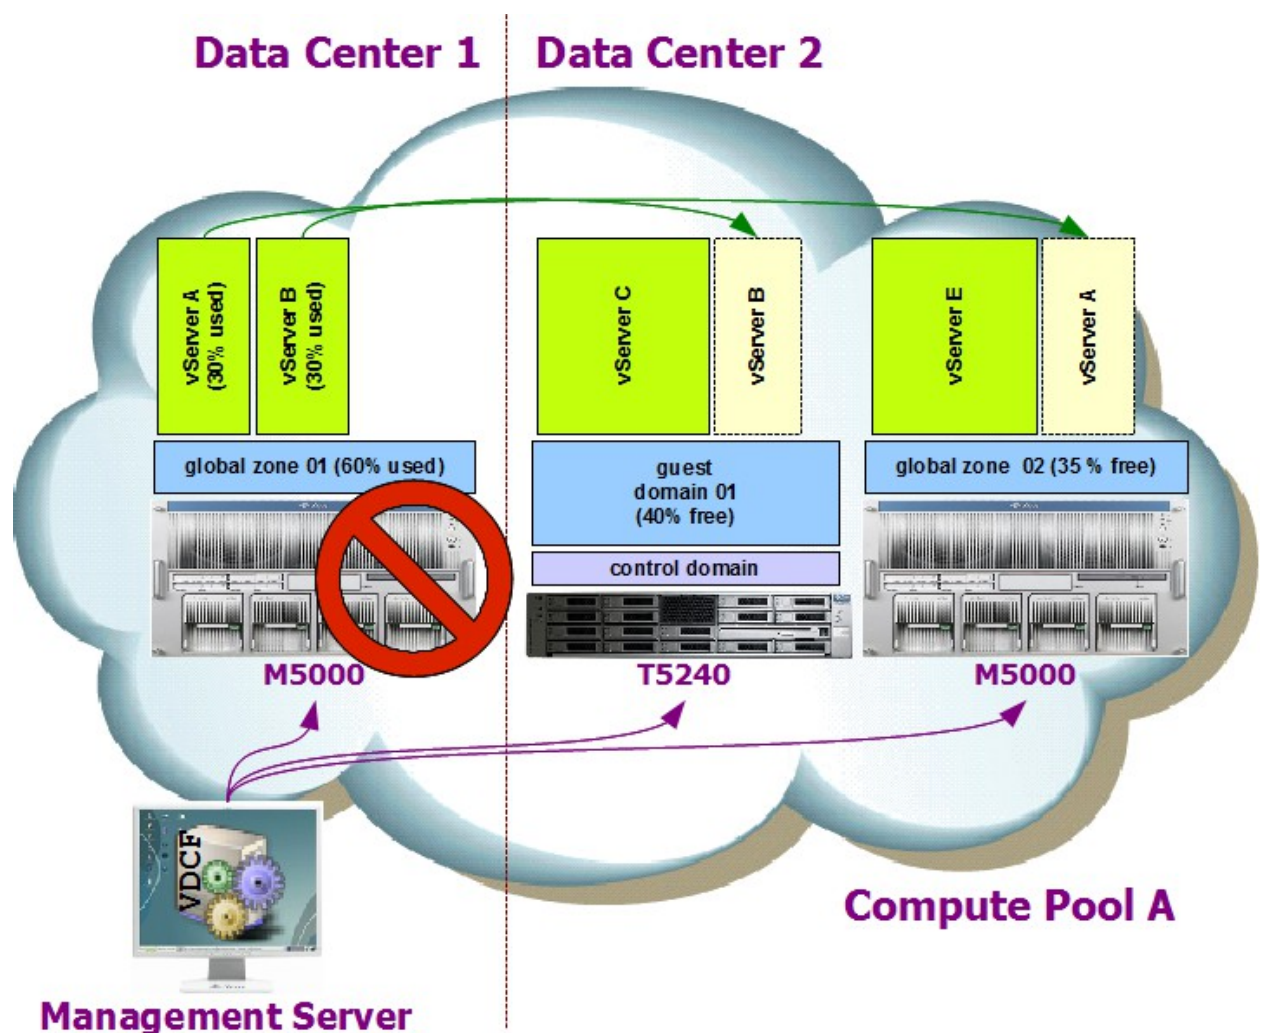 Data Center 1
Data Center 2
vServer A
(30% used)
vServer B
(30% used)
vServer C
vServer B
vServer E
vServer A
global zone 01 (60% used)
guest
domain 01
(40% free)
global zone 02 (35 % free)
control domain
M5000
T5240
M5000
VDCF
Compute Pool A
Management Server